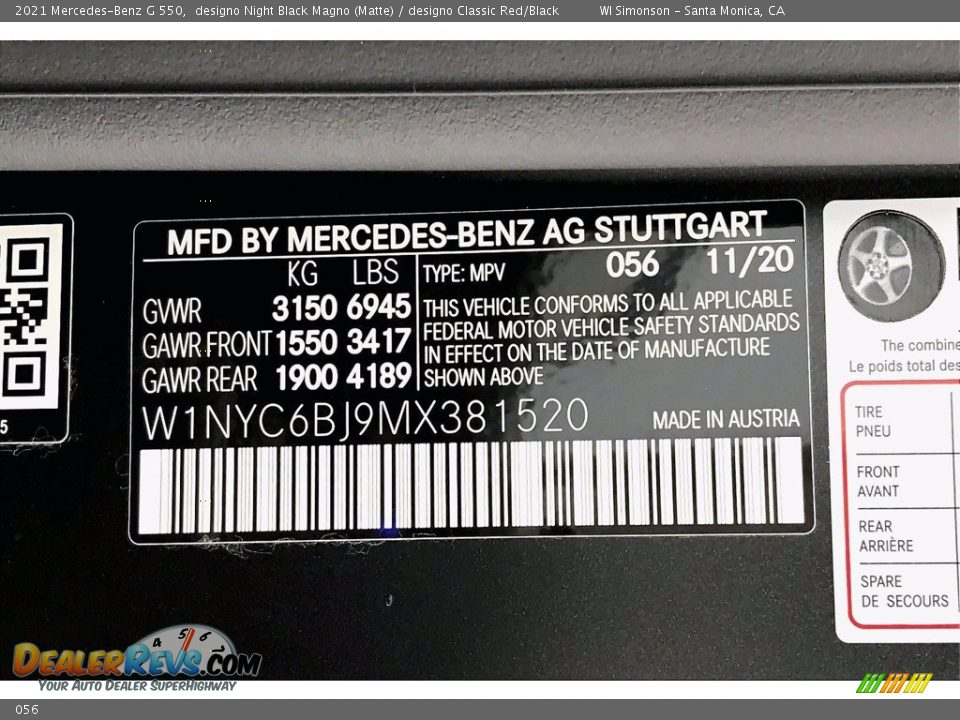 2021 Mercedes-Benz G 550, designo Night Black Magno (Matte) / designo Classic Red/Black WI Simonson - Santa Monica, CA
MFD BY MERCEDES-BENZ AG STUTTGART
KG LBS
GVWR 3150 6945
GAWR FRONT 1550 3417
GAWR REAR 1900 4189
TYPE: MPV 056 11/20
THIS VEHICLE CONFORMS TO ALL APPLICABLE
FEDERAL MOTOR VEHICLE SAFETY STANDARDS
IN EFFECT ON THE DATE OF MANUFACTURE
SHOWN ABOVE
W1NYC6BJ9MX381520 MADE IN AUSTRIA
5
The combine
Le poids total des
TIRE
PNEU
FRONT
AVANT
REAR
ARRIÈRE
SPARE
DE SECOURS
4 5 6
DEALERREVS.COM
YOUR AUTO DEALER SUPERHIGHWAY
056